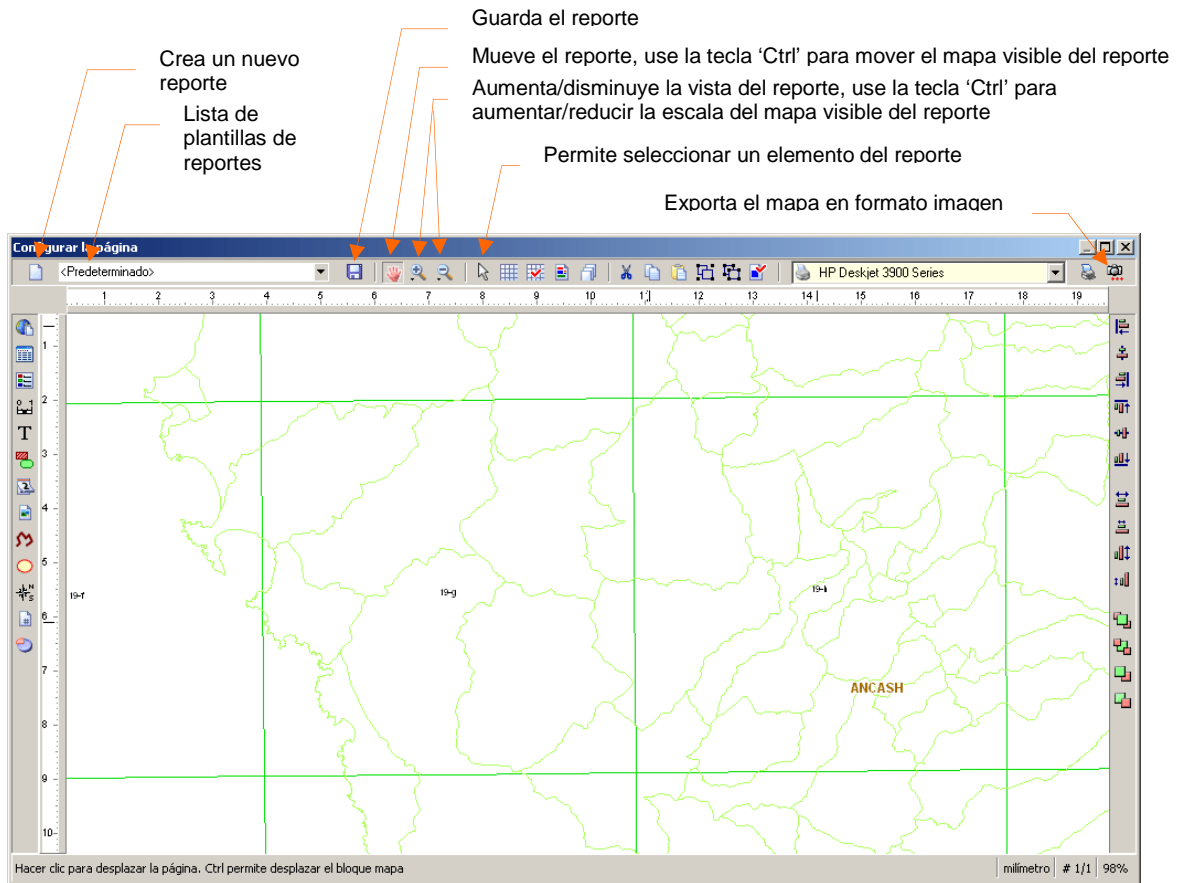 Guarda el reporte
Crea un nuevo
reporte
Mueve el reporte, use la tecla ‘Ctrl’ para mover el mapa visible del reporte
Aumenta/disminuye la vista del reporte, use la tecla ‘Ctrl’ para
aumentar/reducir la escala del mapa visible del reporte
Lista de
plantillas de
reportes
Permite seleccionar un elemento del reporte
Exporta el mapa en formato imagen
Configurar la página
<Predeterminado>
HP Deskjet 3900 Series
1 2 3 4 5 6 7 8 9 10 11 12 13 14 15 16 17 18 19
1
2
3
4
5
6
7
8
9
10
T
N
S
19-f
19-g
19-h
ANCASH
Hacer clic para desplazar la página. Ctrl permite desplazar el bloque mapa
milímetro # 1/1 98%